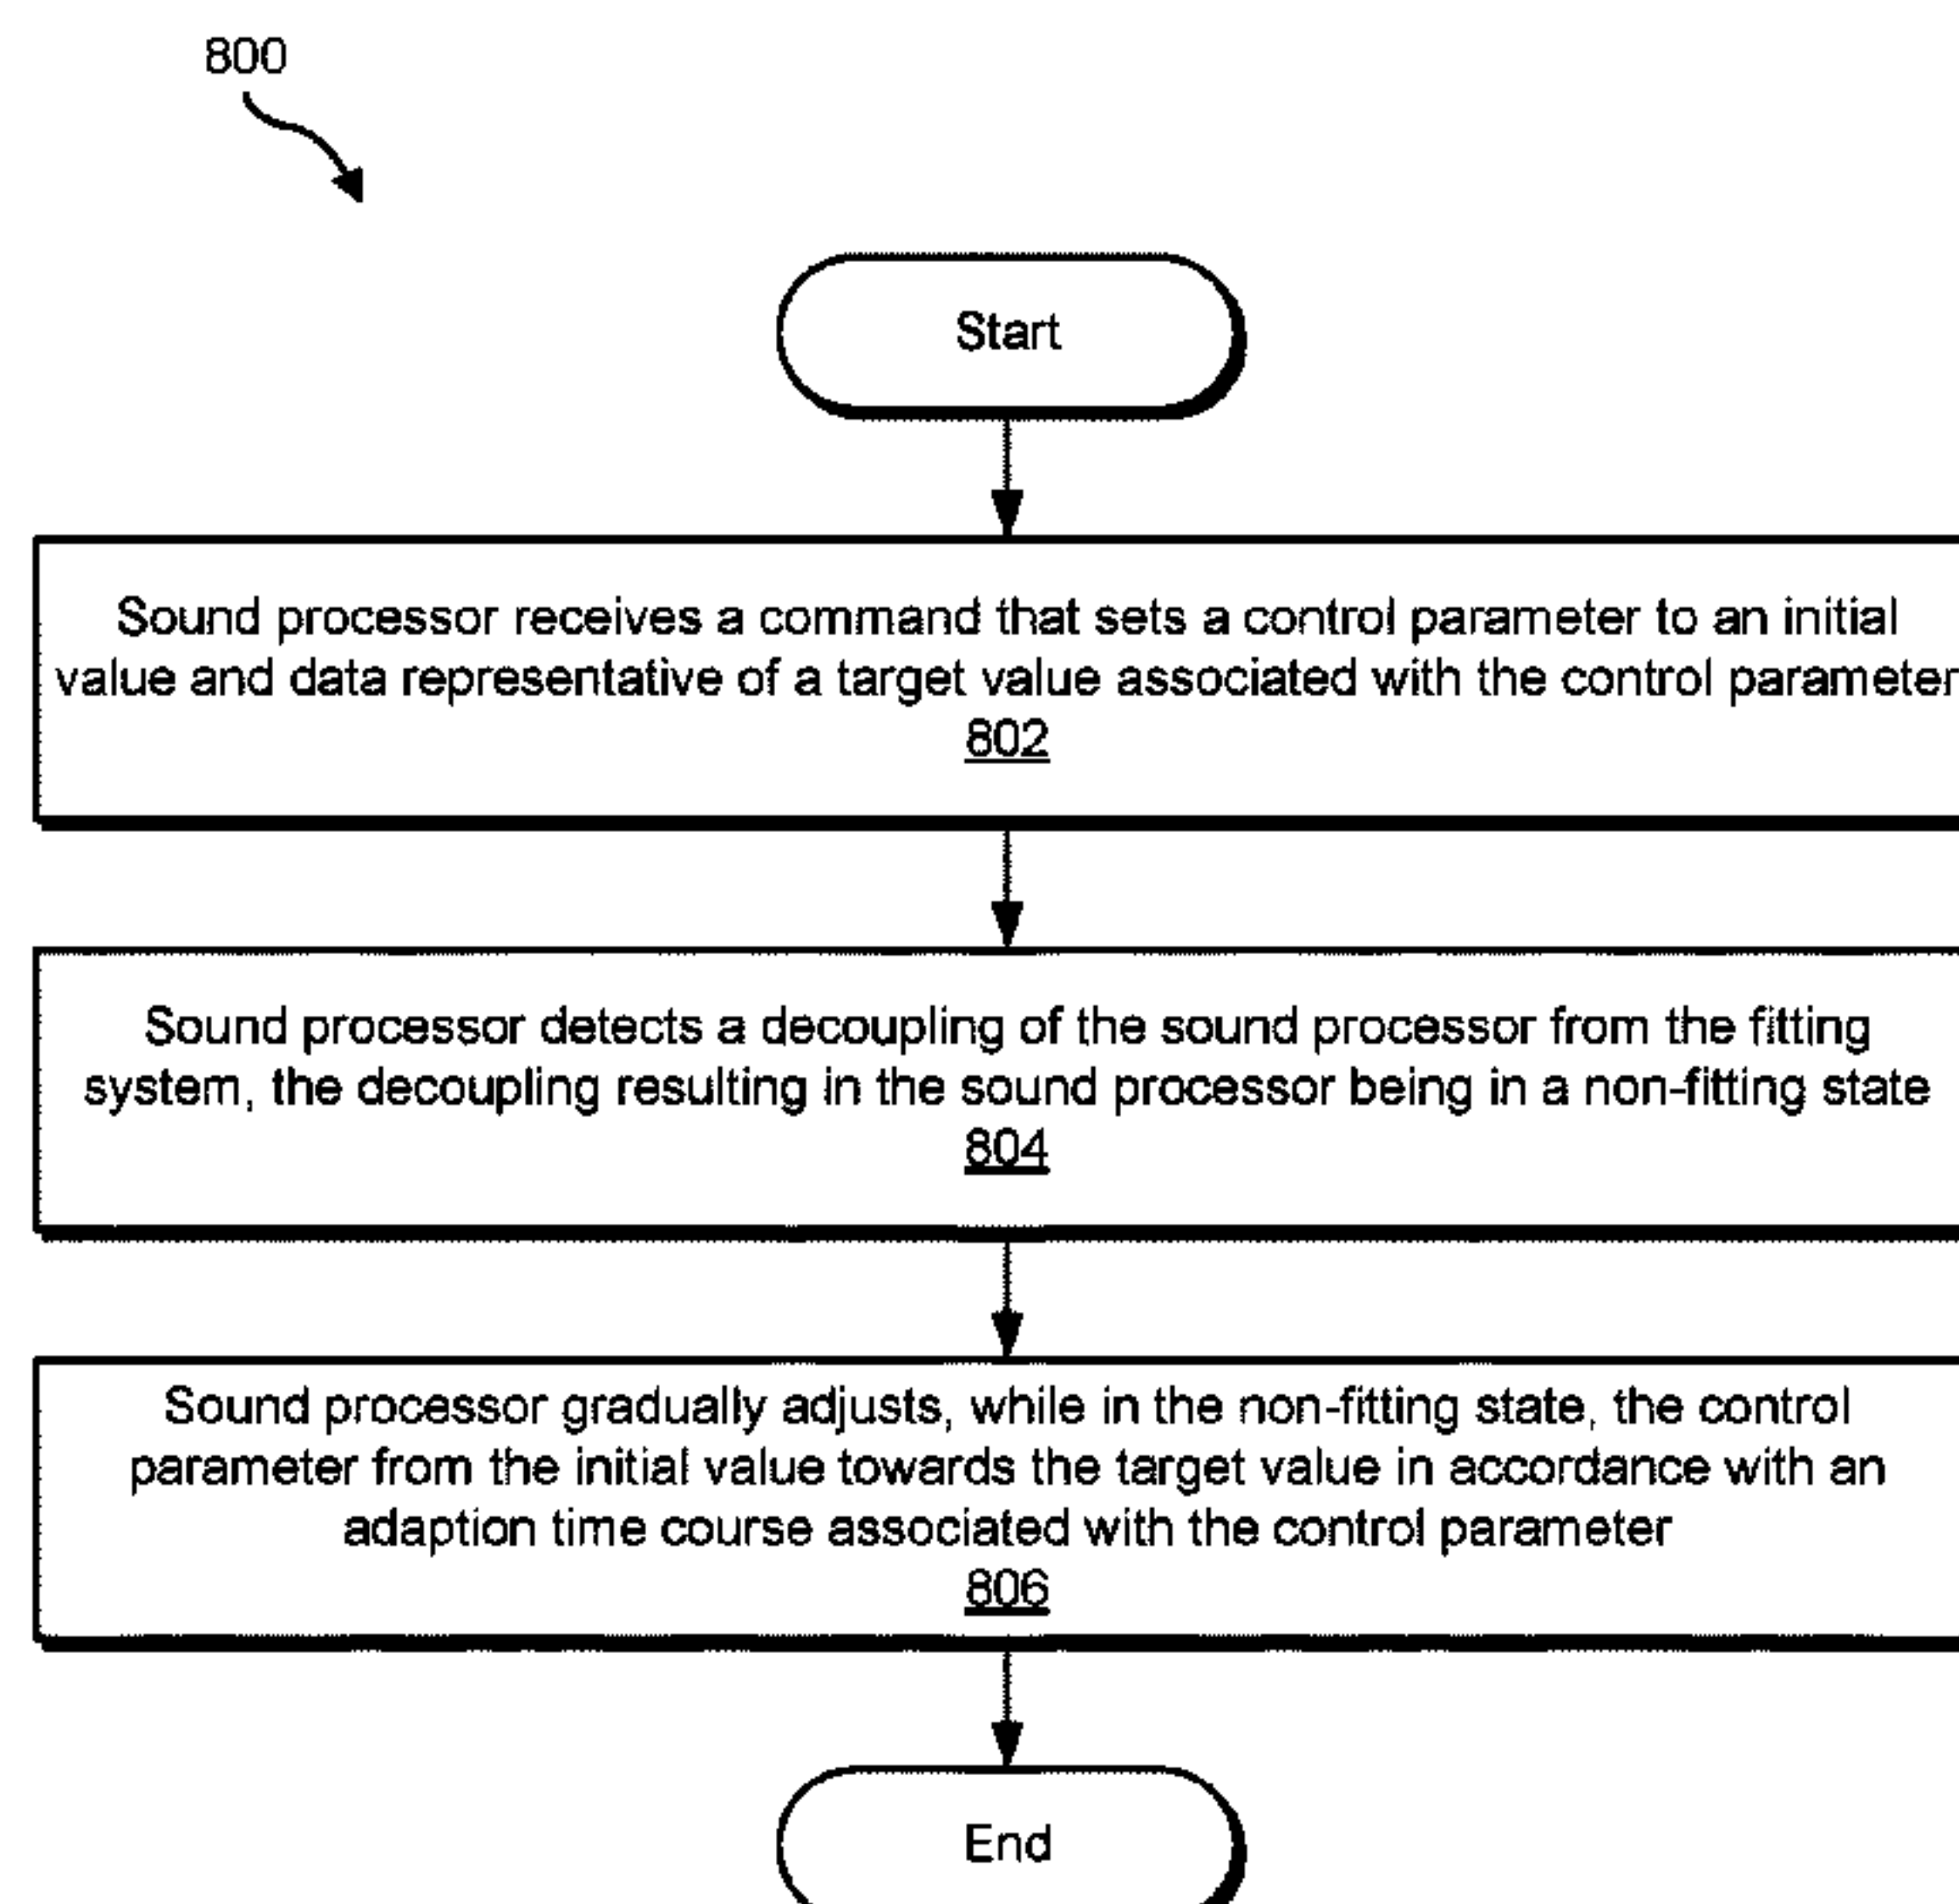 800
Start
Sound processor receives a command that sets a control parameter to an initial
value and data representative of a target value associated with the control parameter
802
Sound processor detects a decoupling of the sound processor from the fitting
system, the decoupling resulting in the sound processor being in a non-fitting state
804
Sound processor gradually adjusts, while in the non-fitting state, the control
parameter from the initial value towards the target value in accordance with an
adaption time course associated with the control parameter
806
End